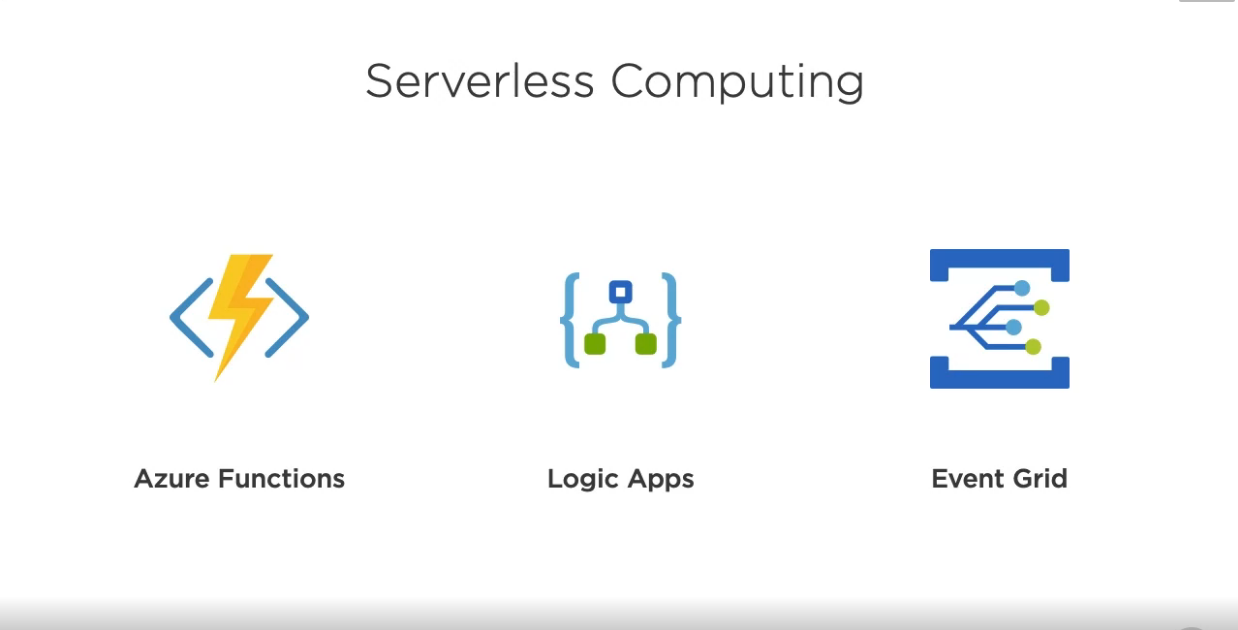 Serverless Computing
Azure Functions
Logic Apps
Event Grid